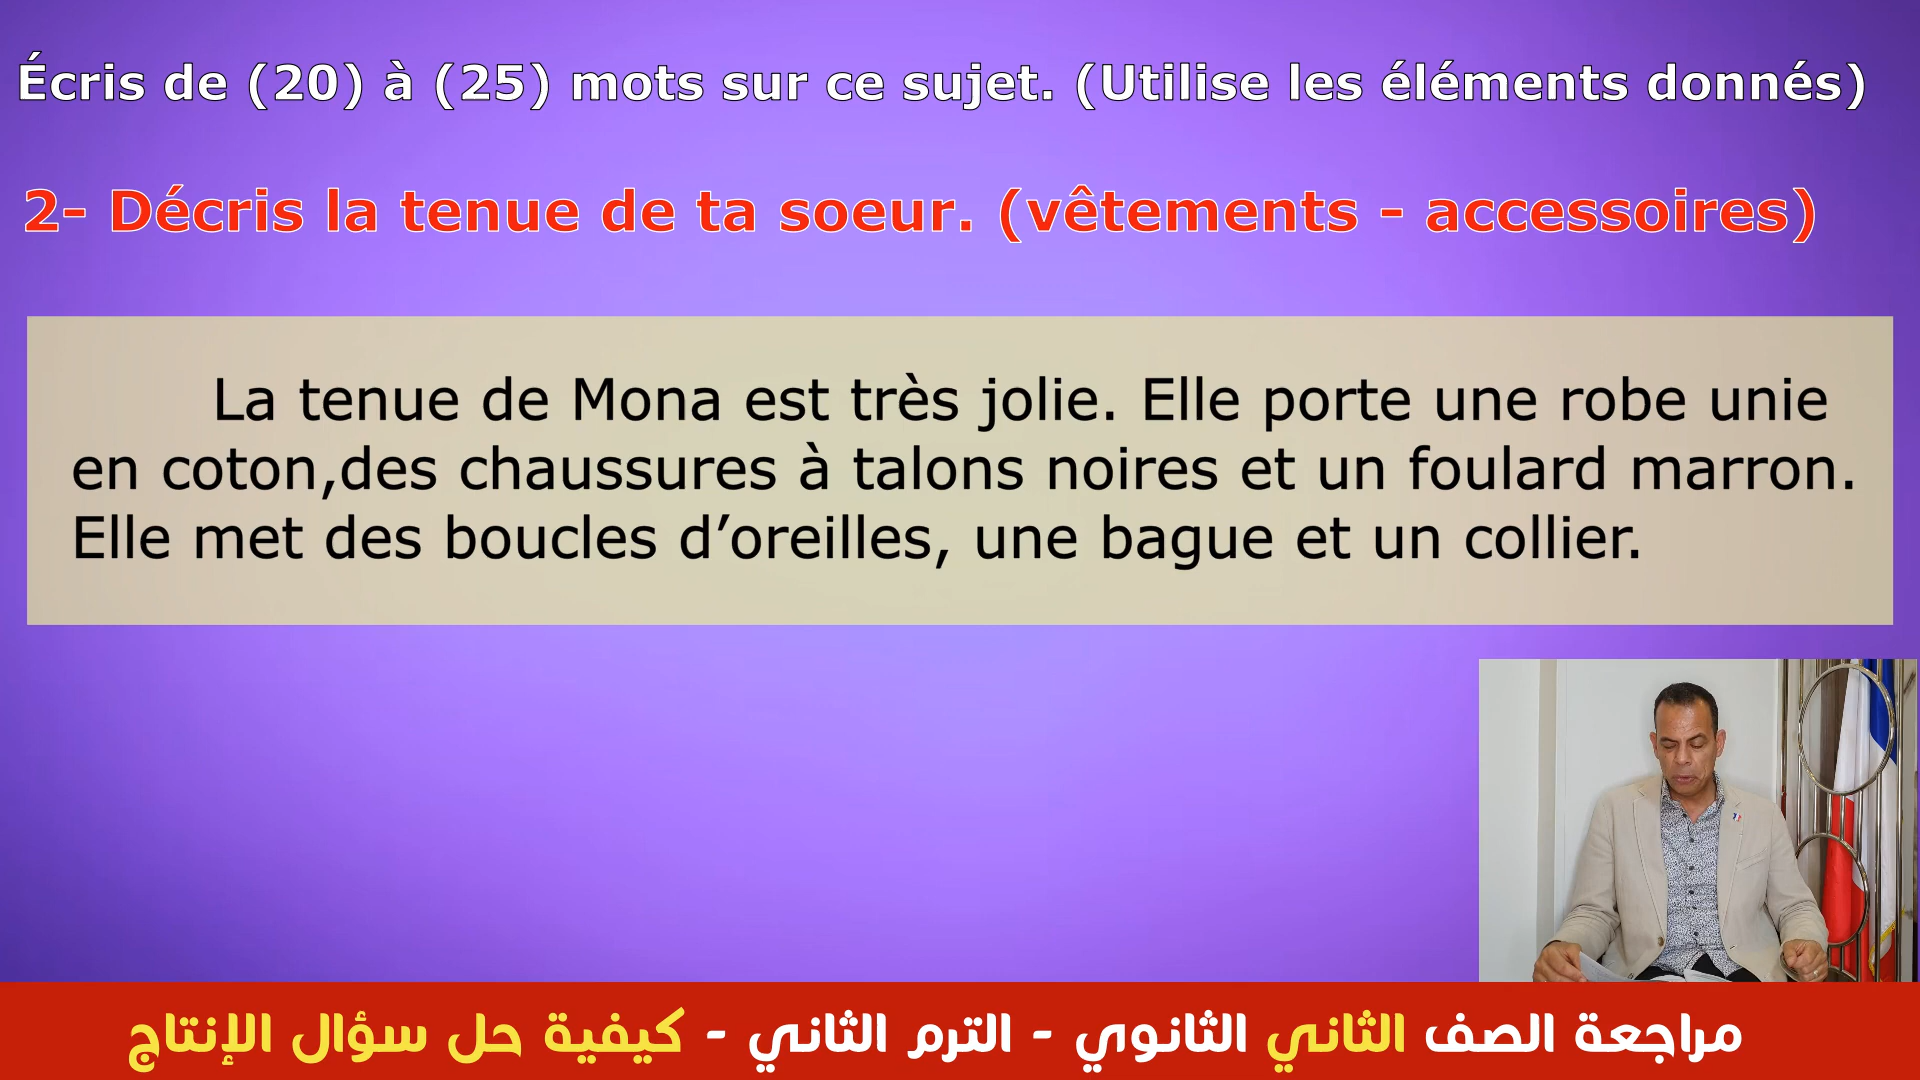 Écris de (20) à (25) mots sur ce sujet. (Utilise les éléments donnés)
2- Décris la tenue de ta soeur. (vêtements - accessoires)
La tenue de Mona est très jolie. Elle porte une robe unie
en coton,des chaussures à talons noires et un foulard marron.
Elle met des boucles d’oreilles, une bague et un collier.
مراجعة الصف الثاني الثانوي - الترم الثاني - كيفية حل سؤال الإنتاج